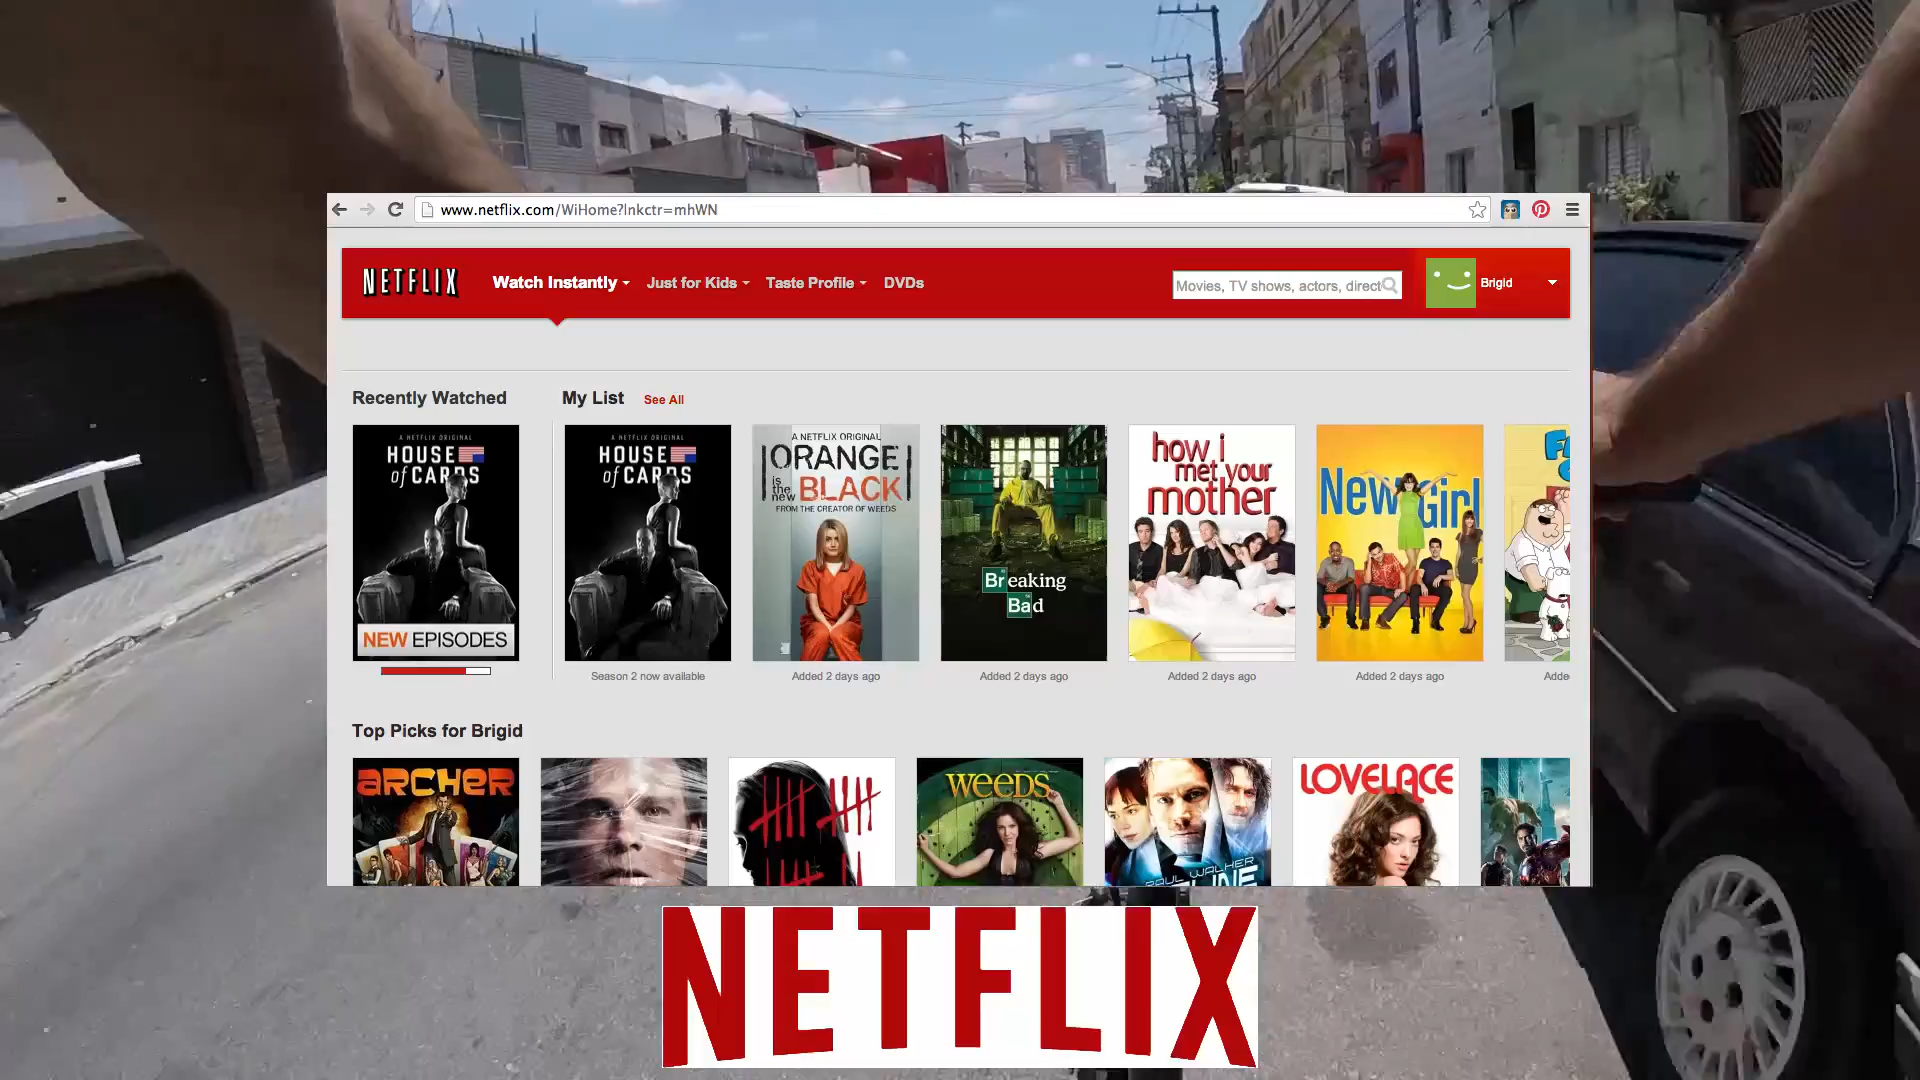 www.netflix.com/WiHome?lnkctr=mhWN
NETFLIX
Watch Instantly
Just for Kids
Taste Profile
DVDs
Movies, TV shows, actors, direct
Brigid
Recently Watched
My List
See All
A NETFLIX ORIGINAL
HOUSE
of CARDS
NEW EPISODES
A NETFLIX ORIGINAL
HOUSE
of CARDS
Season 2 now available
A NETFLIX ORIGINAL
ORANGE
is the new BLACK
FROM THE CREATOR OF WEEDS
Added 2 days ago
Breaking
Bad
Added 2 days ago
how i
met your
mother
Added 2 days ago
New Girl
Added 2 days ago
Adde
Top Picks for Brigid
ARCHER
WEEDS
PAUL WALKER
LOVELACE
NETFLIX